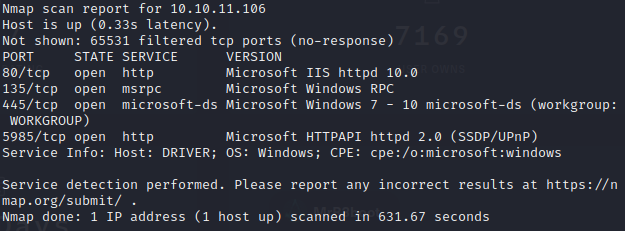 Nmap scan report for 10.10.11.106
Host is up (0.33s latency).
Not shown: 65531 filtered tcp ports (no-response)
7169
PORT     STATE SERVICE      VERSION
80/tcp   open  http         Microsoft IIS httpd 10.0
135/tcp  open  msrpc        Microsoft Windows RPC
445/tcp  open  microsoft-ds Microsoft Windows 7 - 10 microsoft-ds (workgroup:
 WORKGROUP)
5985/tcp open  http         Microsoft HTTPAPI httpd 2.0 (SSDP/UPnP)
Service Info: Host: DRIVER; OS: Windows; CPE: cpe:/o:microsoft:windows
Service detection performed. Please report any incorrect results at https://n
map.org/submit/ .
Nmap done: 1 IP address (1 host up) scanned in 631.67 seconds